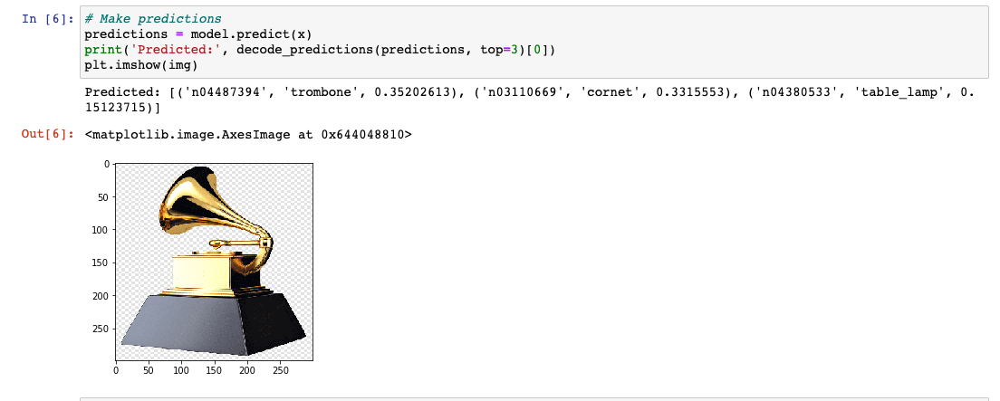 In [6]: # Make predictions
predictions = model.predict(x)
print('Predicted:', decode_predictions(predictions, top=3)[0])
plt.imshow(img)
Predicted: [('n04487394', 'trombone', 0.35202613), ('n03110669', 'cornet', 0.3315553), ('n04380533', 'table_lamp', 0.
15123715)]
Out[6]: <matplotlib.image.AxesImage at 0x644048810>
0
50
100
150
200
250
0 50 100 150 200 250